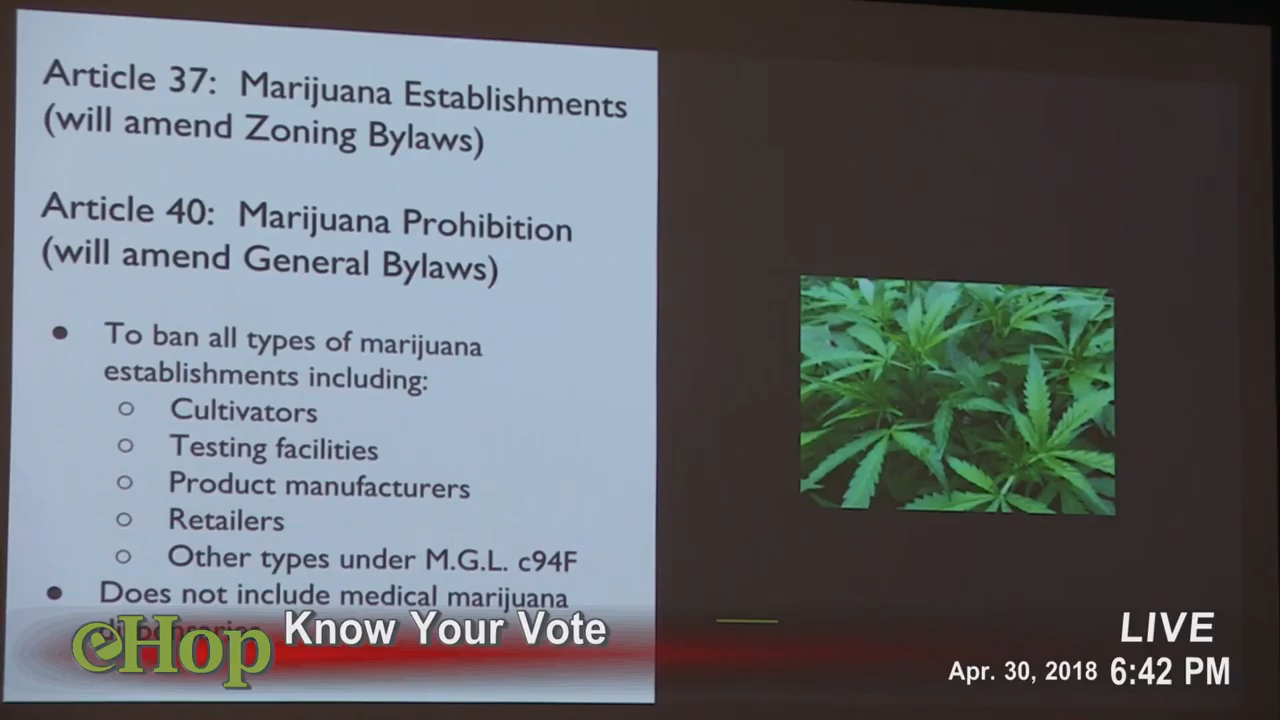 Article 37: Marijuana Establishments
(will amend Zoning Bylaws)
Article 40: Marijuana Prohibition
(will amend General Bylaws)
To ban all types of marijuana
establishments including:
Cultivators
Testing facilities
Product manufacturers
Retailers
Other types under M.G.L. c94F
Does not include medical marijuana
eHop
Know Your Vote
LIVE
Apr. 30, 2018 6:42 PM